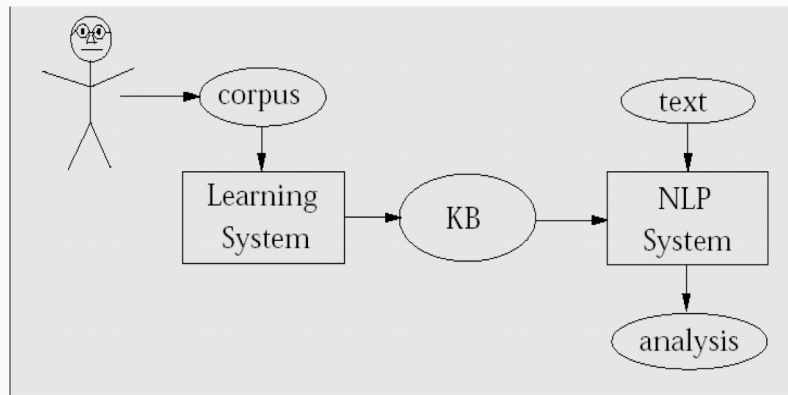 corpus
text
Learning
System
KB
NLP
System
analysis